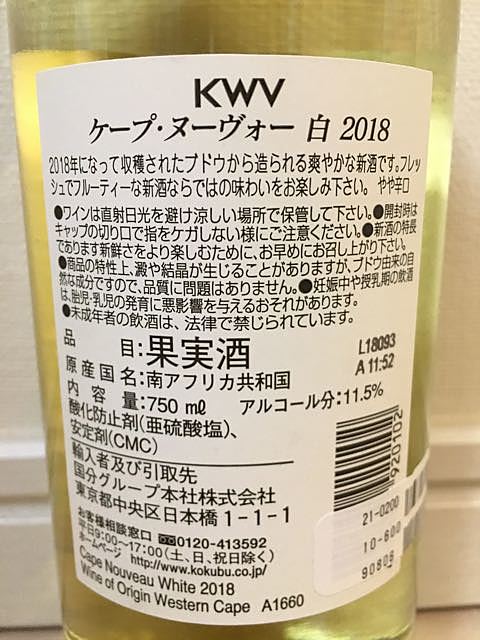 KWV
ケープ・ヌーヴォー 白 2018
2018年になって収穫されたブドウから造られる爽やかな新酒です。フレッ
シュでフルーティーな新酒ならではの味わいをお楽しみ下さい。 やや辛口
●ワインは直射日光を避け涼しい場所で保管して下さい。●開封時は
キャップの切り口で指をケガしない様にご注意ください。●新酒の特長
であります新鮮さをより楽しむために、お早めにお召し上がり下さい。
●商品の特性上、澱や結晶が生じることがありますが、ブドウ由来の自
然な成分ですので、品質に問題はありません。●妊娠中や授乳期の飲酒
は、胎児・乳児の発育に悪影響を与えるおそれがあります。
●未成年者の飲酒は、法律で禁じられています。
品 目:果実酒
L18093
A 11:52
原産国名:南アフリカ共和国
内容量:750 ml アルコール分:11.5%
酸化防止剤(亜硫酸塩)、
安定剤(CMC)
輸入者及び引取先
国分グループ本社株式会社
東京都中央区日本橋1-1-1
お客様相談窓口 0120-413592
平日9:00〜17:00(土、日、祝日除く)
ホームページ http://www.kokubu.co.jp/
Cape Nouveau White 2018
Wine of Origin Western Cape A1660
920102
21-0200
10-600
90808